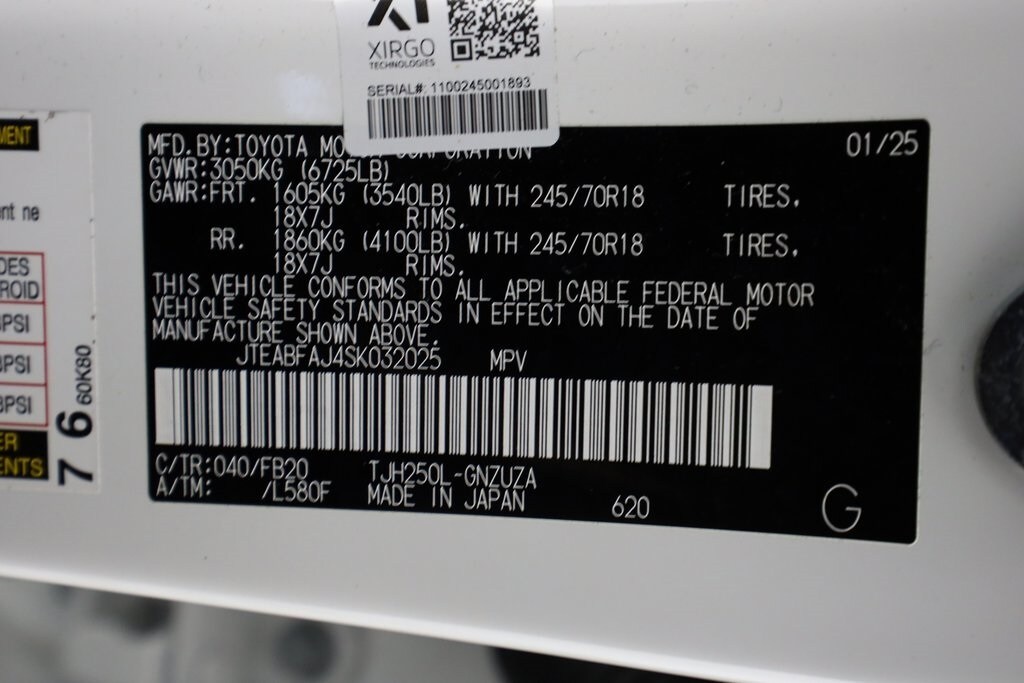 XIRGO
TECHNOLOGIES
SERIAL#: 1100245001893
MFD.BY:TOYOTA MO CORPORATION
01/25
GVWR:3050KG (6725LB)
GAWR:FRT. 1605KG (3540LB) WITH 245/70R18 TIRES.
18X7J RIMS.
RR. 1860KG (4100LB) WITH 245/70R18 TIRES.
18X7J RIMS.
THIS VEHICLE CONFORMS TO ALL APPLICABLE FEDERAL MOTOR
VEHICLE SAFETY STANDARDS IN EFFECT ON THE DATE OF
MANUFACTURE SHOWN ABOVE.
JTEABFAJ4SK032025 MPV
C/TR:040/FB20 TJH250L-GNZUZA
A/TM: /L580F MADE IN JAPAN 620
G
MENT
nt ne
DES
ROID
PSI
PSI
PSI
ER
ENTS
7 6 60K80